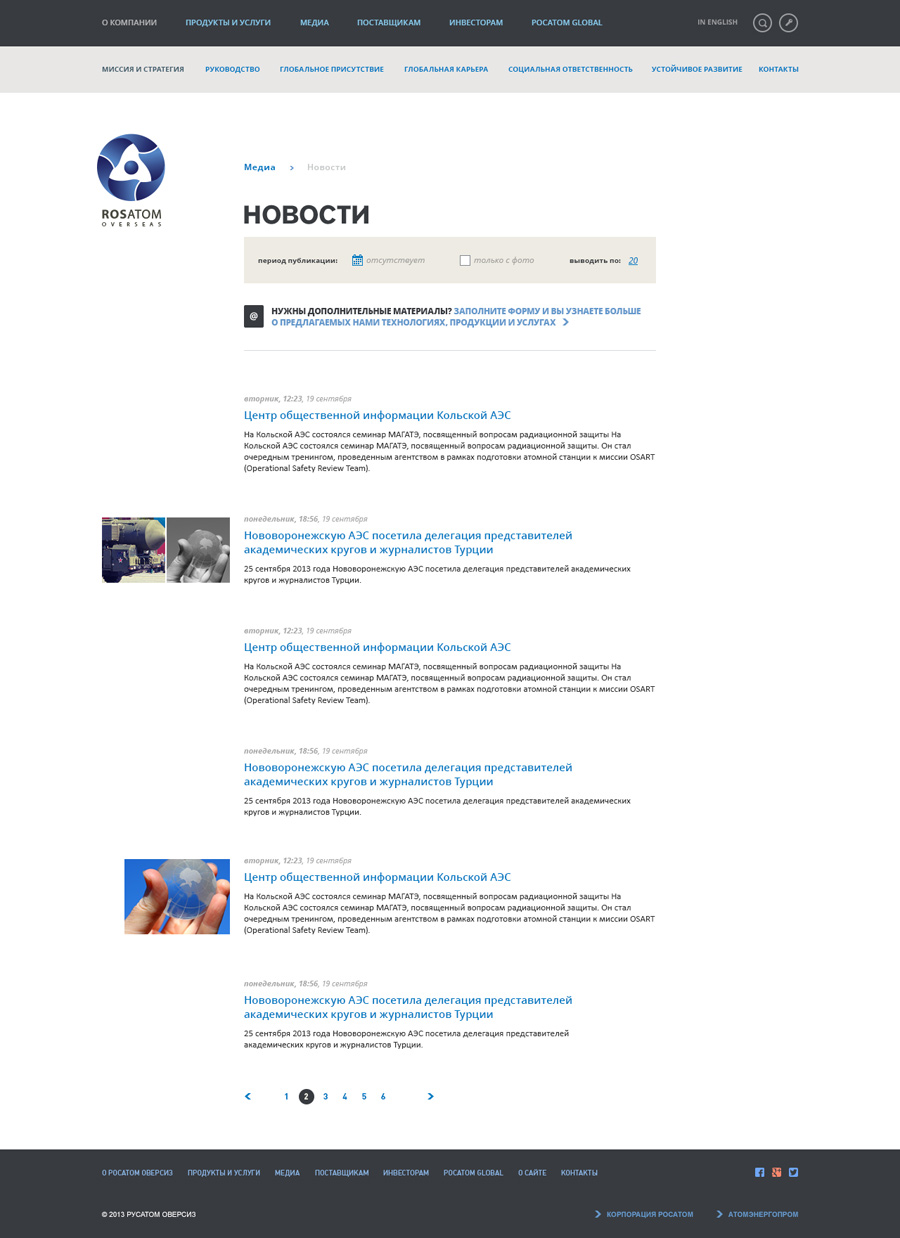 О КОМПАНИИ ПРОДУКТЫ И УСЛУГИ МЕДИА ПОСТАВЩИКАМ ИНВЕСТОРАМ РОСАТОМ GLOBAL IN ENGLISH
МИССИЯ И СТРАТЕГИЯ РУКОВОДСТВО ГЛОБАЛЬНОЕ ПРИСУТСТВИЕ ГЛОБАЛЬНАЯ КАРЬЕРА СОЦИАЛЬНАЯ ОТВЕТСТВЕННОСТЬ УСТОЙЧИВОЕ РАЗВИТИЕ КОНТАКТЫ
ROSATOM
OVERSEAS
Медиа > Новости
НОВОСТИ
период публикации: отсутствует только с фото выводить по: 20
@ НУЖНЫ ДОПОЛНИТЕЛЬНЫЕ МАТЕРИАЛЫ? ЗАПОЛНИТЕ ФОРМУ И ВЫ УЗНАЕТЕ БОЛЬШЕ
О ПРЕДЛАГАЕМЫХ НАМИ ТЕХНОЛОГИЯХ, ПРОДУКЦИИ И УСЛУГАХ >
вторник, 12:23, 19 сентября
Центр общественной информации Кольской АЭС
На Кольской АЭС состоялся семинар МАГАТЭ, посвященный вопросам радиационной защиты На
Кольской АЭС состоялся семинар МАГАТЭ, посвященный вопросам радиационной защиты. Он стал
очередным тренингом, проведенным агентством в рамках подготовки атомной станции к миссии OSART
(Operational Safety Review Team).
понедельник, 18:56, 19 сентября
Нововоронежскую АЭС посетила делегация представителей
академических кругов и журналистов Турции
25 сентября 2013 года Нововоронежскую АЭС посетила делегация представителей академических
кругов и журналистов Турции.
вторник, 12:23, 19 сентября
Центр общественной информации Кольской АЭС
На Кольской АЭС состоялся семинар МАГАТЭ, посвященный вопросам радиационной защиты На
Кольской АЭС состоялся семинар МАГАТЭ, посвященный вопросам радиационной защиты. Он стал
очередным тренингом, проведенным агентством в рамках подготовки атомной станции к миссии OSART
(Operational Safety Review Team).
понедельник, 18:56, 19 сентября
Нововоронежскую АЭС посетила делегация представителей
академических кругов и журналистов Турции
25 сентября 2013 года Нововоронежскую АЭС посетила делегация представителей академических
кругов и журналистов Турции.
вторник, 12:23, 19 сентября
Центр общественной информации Кольской АЭС
На Кольской АЭС состоялся семинар МАГАТЭ, посвященный вопросам радиационной защиты На
Кольской АЭС состоялся семинар МАГАТЭ, посвященный вопросам радиационной защиты. Он стал
очередным тренингом, проведенным агентством в рамках подготовки атомной станции к миссии OSART
(Operational Safety Review Team).
понедельник, 18:56, 19 сентября
Нововоронежскую АЭС посетила делегация представителей
академических кругов и журналистов Турции
25 сентября 2013 года Нововоронежскую АЭС посетила делегация представителей
академических кругов и журналистов Турции.
< 1 2 3 4 5 6 >
О РОСАТОМ ОВЕРСИЗ ПРОДУКТЫ И УСЛУГИ МЕДИА ПОСТАВЩИКАМ ИНВЕСТОРАМ РОСАТОМ GLOBAL О САЙТЕ КОНТАКТЫ
© 2013 РУСАТОМ ОВЕРСИЗ > КОРПОРАЦИЯ РОСАТОМ > АТОМЭНЕРГОПРОМ